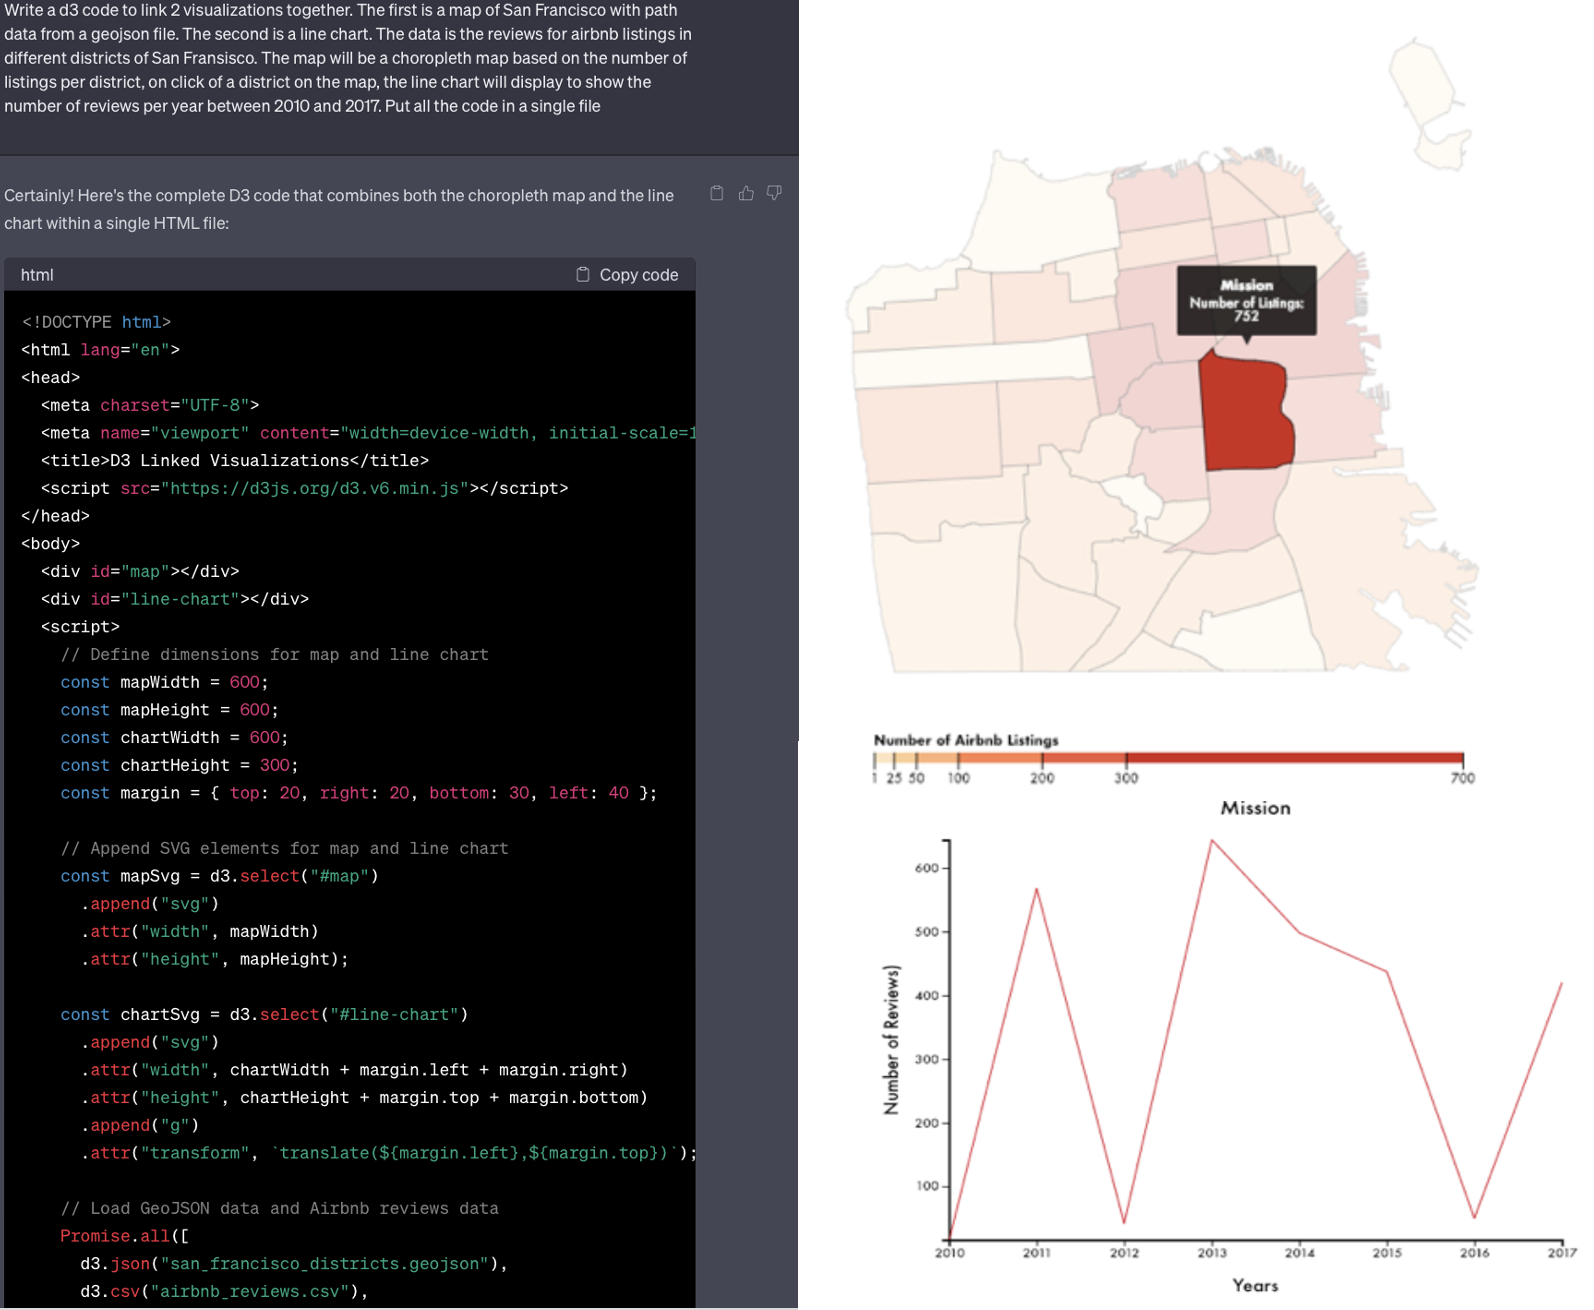 Write a d3 code to link 2 visualizations together. The first is a map of San Francisco with path
data from a geojson file. The second is a line chart. The data is the reviews for airbnb listings in
different districts of San Fransisco. The map will be a choropleth map based on the number of
listings per district, on click of a district on the map, the line chart will display to show the
number of reviews per year between 2010 and 2017. Put all the code in a single file
Certainly! Here's the complete D3 code that combines both the choropleth map and the line
chart within a single HTML file:
html
Copy code
<!DOCTYPE html>
<html lang="en">
<head>
<meta charset="UTF-8">
<meta name="viewport" content="width=device-width, initial-scale=1
<title>D3 Linked Visualizations</title>
<script src="https://d3js.org/d3.v6.min.js"></script>
</head>
<body>
<div id="map"></div>
<div id="line-chart"></div>
<script>
// Define dimensions for map and line chart
const mapWidth = 600;
const mapHeight = 600;
const chartWidth = 600;
const chartHeight = 300;
const margin = { top: 20, right: 20, bottom: 30, left: 40 };
// Append SVG elements for map and line chart
const mapSvg = d3.select("#map")
.append("svg")
.attr("width", mapWidth)
.attr("height", mapHeight);
const chartSvg = d3.select("#line-chart")
.append("svg")
.attr("width", chartWidth + margin.left + margin.right)
.attr("height", chartHeight + margin.top + margin.bottom)
.append("g")
.attr("transform", `translate(${margin.left},${margin.top})`);
// Load GeoJSON data and Airbnb reviews data
Promise.all([
d3.json("san_francisco_districts.geojson"),
d3.csv("airbnb_reviews.csv"),
Mission
Number of Listings:
752
Number of Airbnb Listings
1 25 50 100 200 300 700
Mission
600
500
400
300
200
100
Number of Reviews)
2010 2011 2012 2013 2014 2015 2016 2017
Years